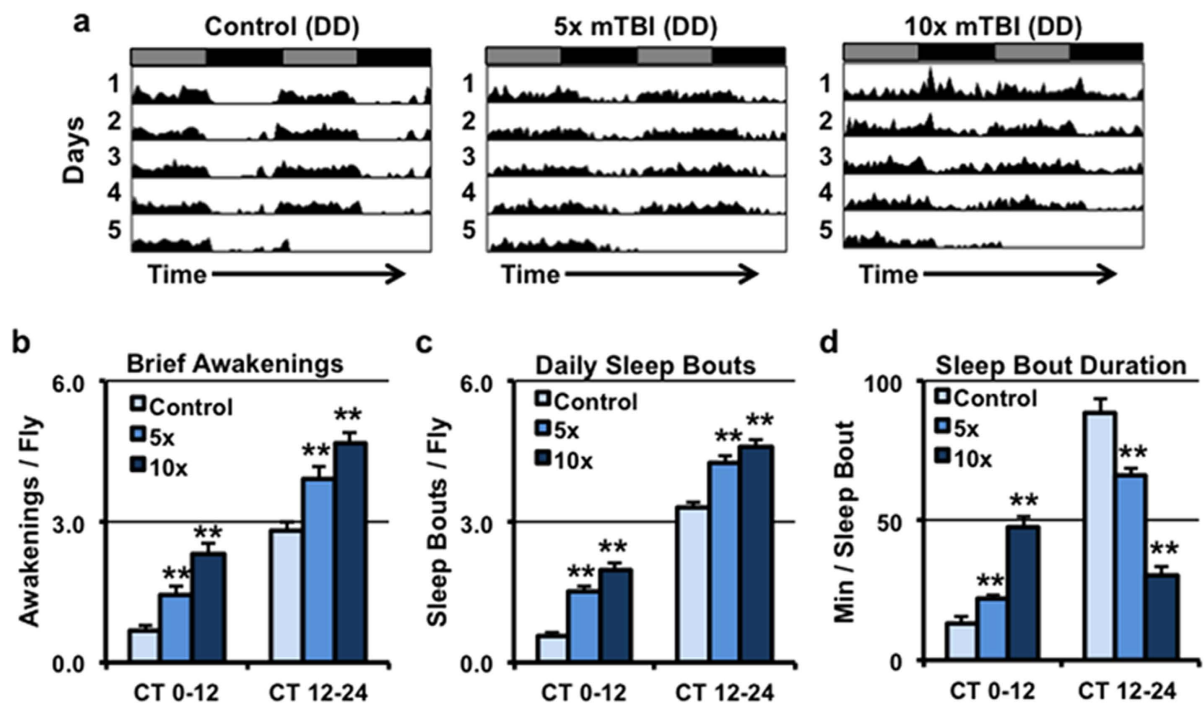 a
Control (DD)
5x mTBI (DD)
10x mTBI (DD)
Days
1
2
3
4
5
1
2
3
4
5
1
2
3
4
5
Time
Time
Time
b
Brief Awakenings
Awakenings / Fly
6.0
3.0
0.0
Control
5x
10x
**
**
**
**
CT 0-12
CT 12-24
c
Daily Sleep Bouts
Sleep Bouts / Fly
6.0
3.0
0.0
Control
5x
10x
**
**
**
**
CT 0-12
CT 12-24
d
Sleep Bout Duration
Min / Sleep Bout
100
50
0
Control
5x
10x
**
**
**
**
CT 0-12
CT 12-24